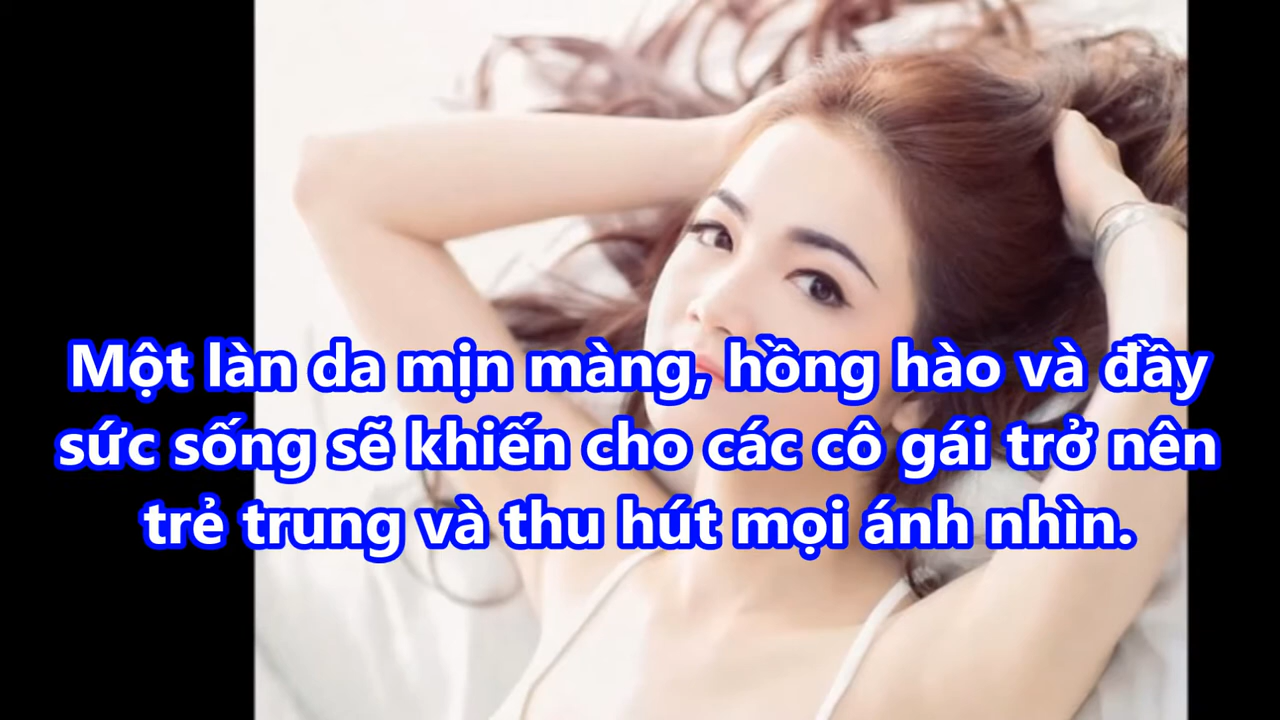 Một làn da mịn màng, hồng hào và đầy
sức sống sẽ khiến cho các cô gái trở nên
trẻ trung và thu hút mọi ánh nhìn.